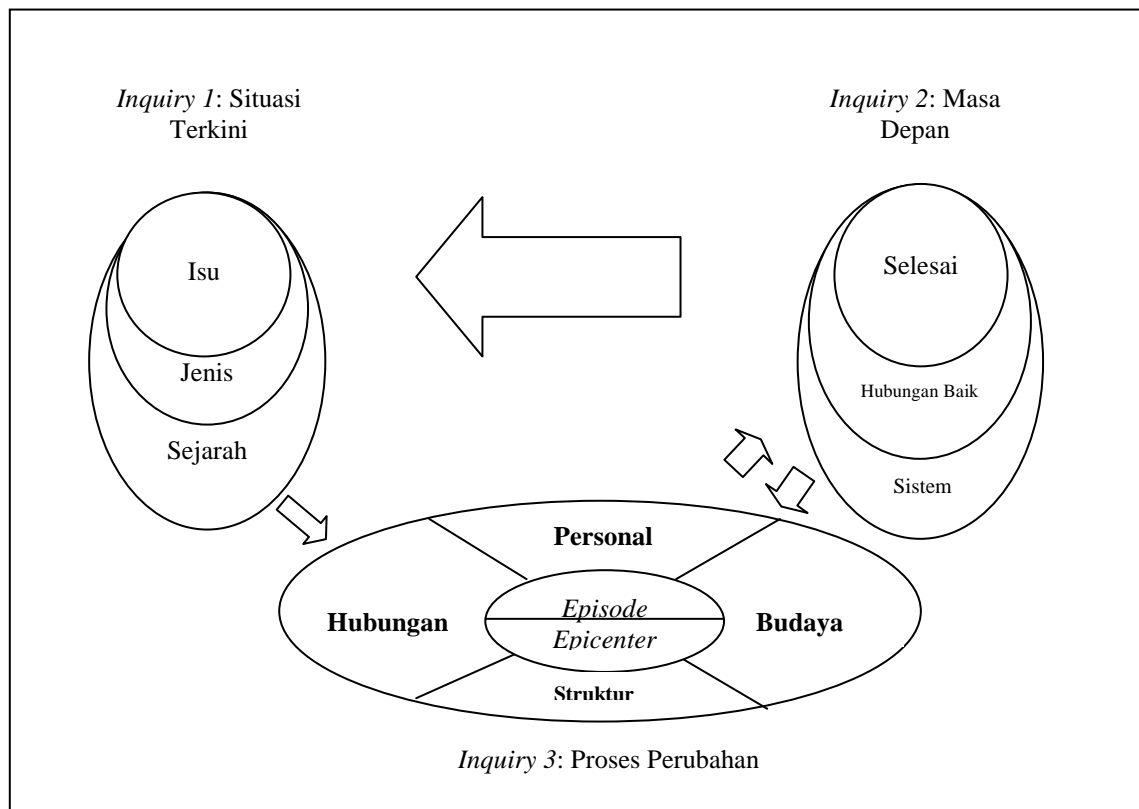 Inquiry 1: Situasi
Terkini
Inquiry 2: Masa
Depan
Isu
Jenis
Sejarah
Selesai
Hubungan Baik
Sistem
Personal
Hubungan
Episode
Epicenter
Budaya
Struktur
Inquiry 3: Proses Perubahan